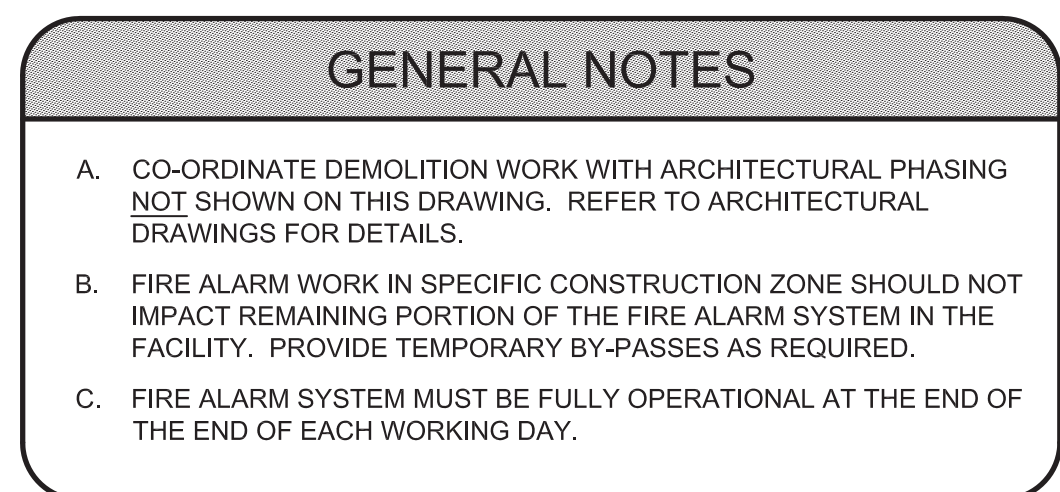 GENERAL NOTES
A. CO-ORDINATE DEMOLITION WORK WITH ARCHITECTURAL PHASING
NOT SHOWN ON THIS DRAWING. REFER TO ARCHITECTURAL
DRAWINGS FOR DETAILS.
B. FIRE ALARM WORK IN SPECIFIC CONSTRUCTION ZONE SHOULD NOT
IMPACT REMAINING PORTION OF THE FIRE ALARM SYSTEM IN THE
FACILITY. PROVIDE TEMPORARY BY-PASSES AS REQUIRED.
C. FIRE ALARM SYSTEM MUST BE FULLY OPERATIONAL AT THE END OF
THE END OF EACH WORKING DAY.